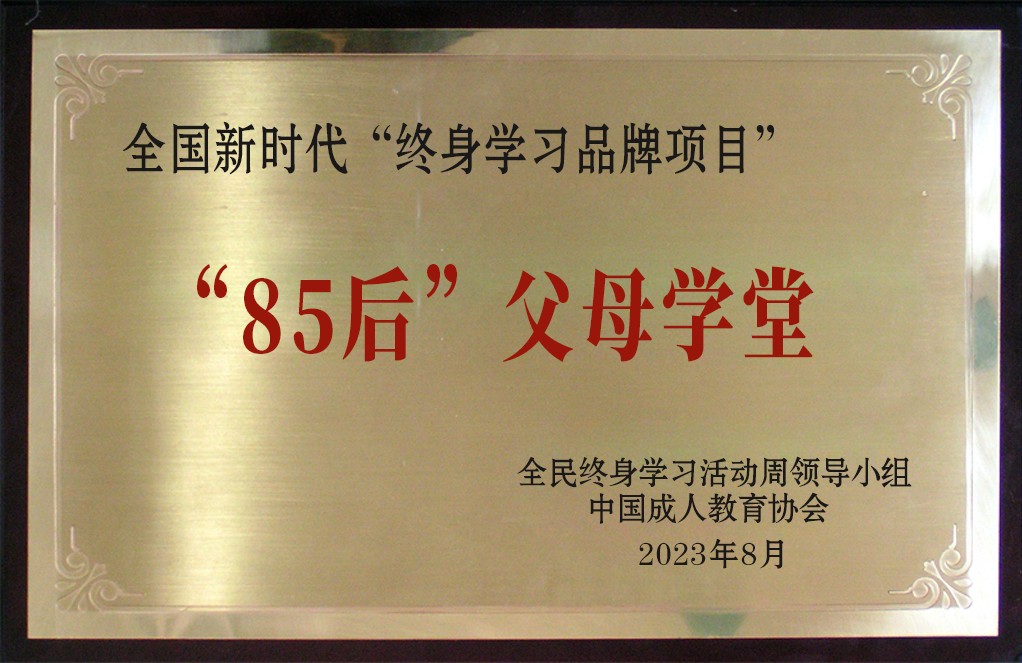 全国新时代“终身学习品牌项目”
“85后”父母学堂
全民终身学习活动周领导小组
中国成人教育协会
2023年8月